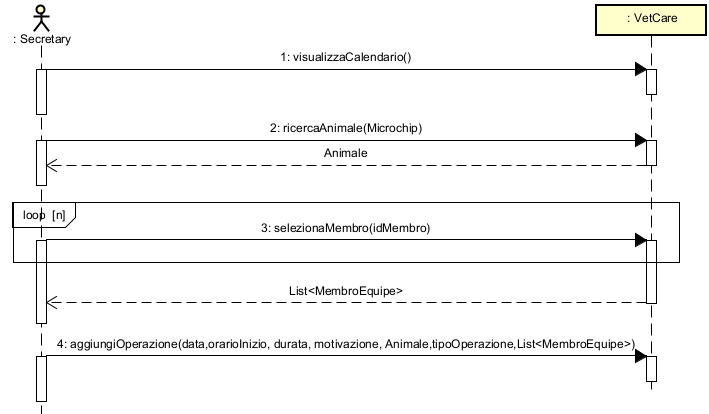 : Secretary
: VetCare
1: visualizzaCalendario()
2: ricercaAnimale(Microchip)
Animale
loop [n]
3: selezionaMembro(idMembro)
List<MembroEquipe>
4: aggiungiOperazione(data,orarioInizio, durata, motivazione, Animale,tipoOperazione,List<MembroEquipe>)